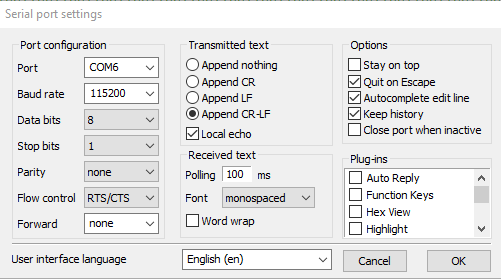 Serial port settings
Port configuration
Port COM6
Baud rate 115200
Data bits 8
Stop bits 1
Parity none
Flow control RTS/CTS
Forward none
Transmitted text
Append nothing
Append CR
Append LF
Append CR-LF
Local echo
Received text
Polling 100 ms
Font monospaced
Word wrap
Options
Stay on top
Quit on Escape
Autocomplete edit line
Keep history
Close port when inactive
Plug-ins
Auto Reply
Function Keys
Hex View
Highlight
User interface language English (en)
Cancel
OK